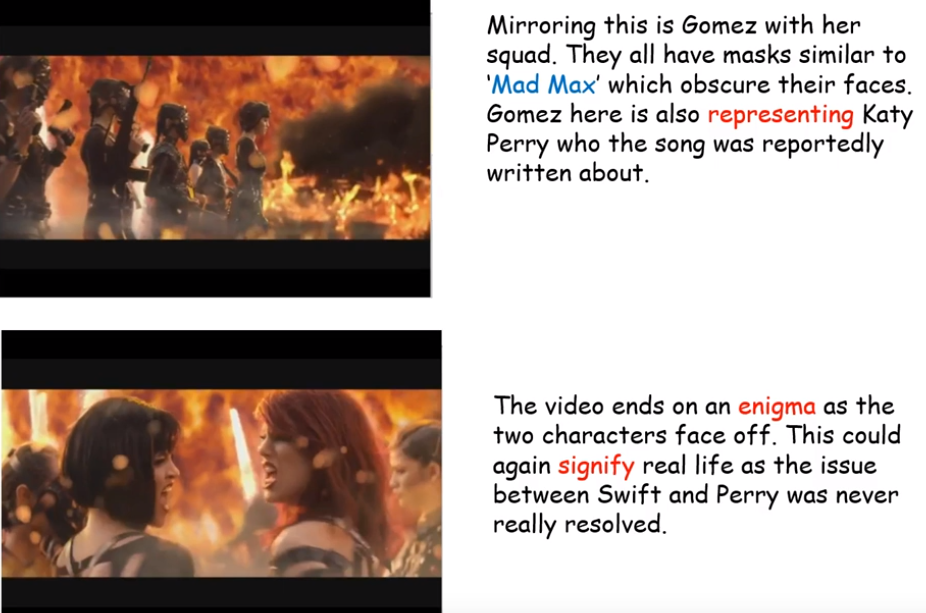 Mirroring this is Gomez with her
squad. They all have masks similar to
‘Mad Max’ which obscure their faces.
Gomez here is also representing Katy
Perry who the song was reportedly
written about.
The video ends on an enigma as the
two characters face off. This could
again signify real life as the issue
between Swift and Perry was never
really resolved.